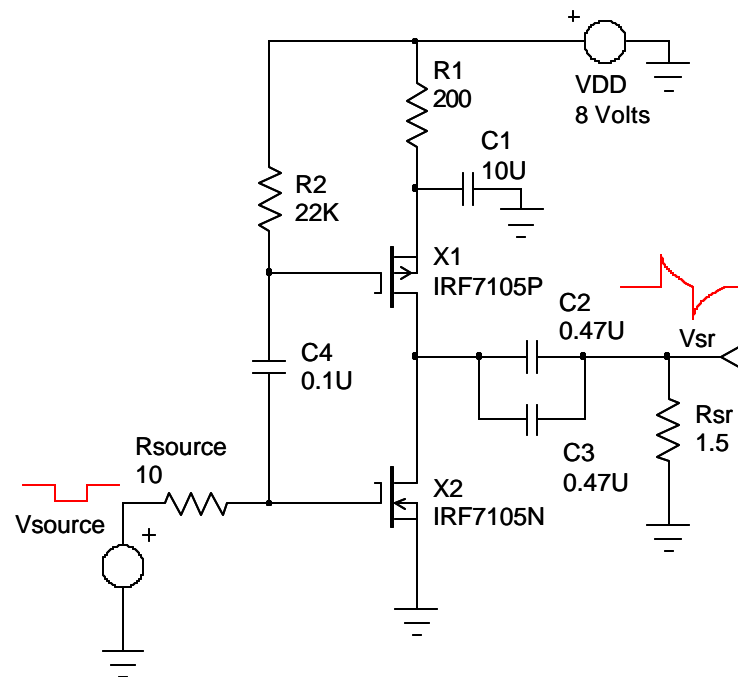 +
VDD
8 Volts
R1
200
C1
10U
R2
22K
X1
IRF7105P
C2
0.47U
Vsr
C4
0.1U
Rsr
1.5
C3
0.47U
Rsource
10
X2
IRF7105N
Vsource
+